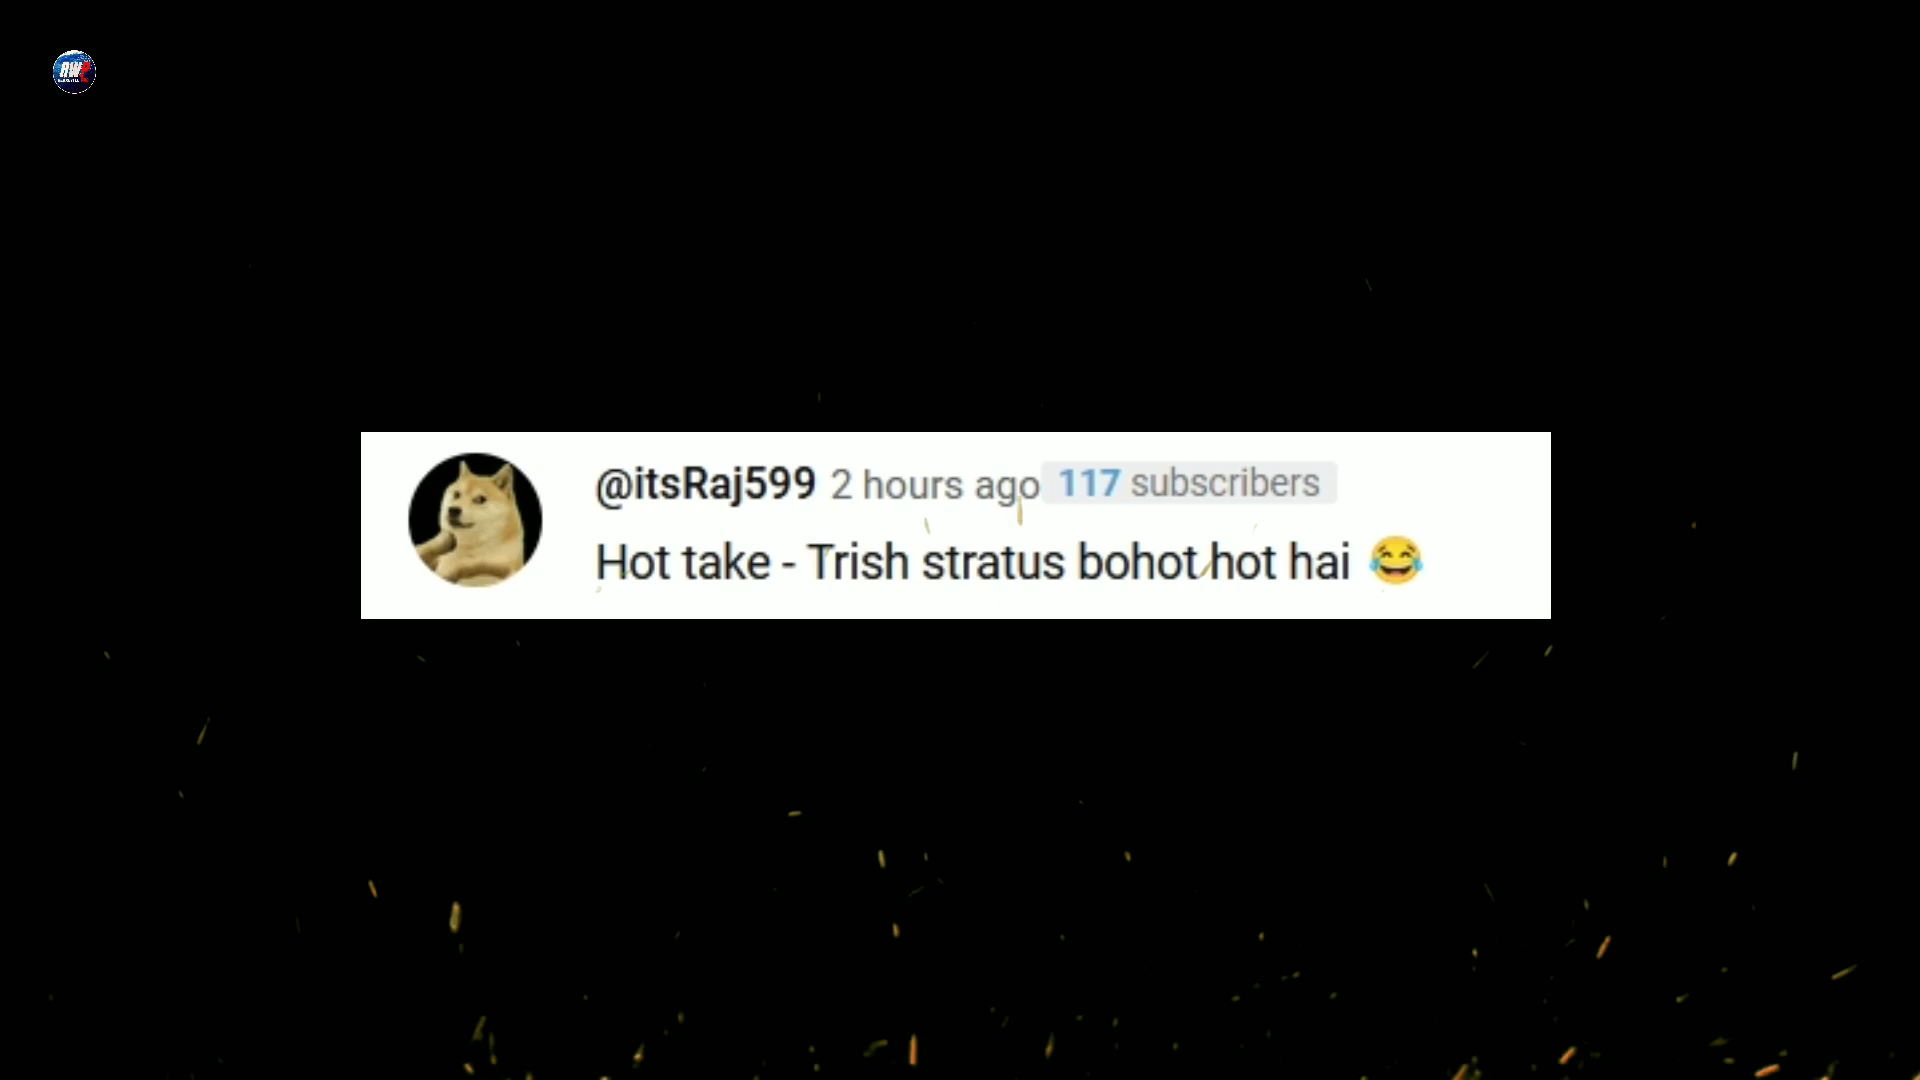 @itsRaj599 2 hours ago 117 subscribers
Hot take - Trish stratus bohot hot hai 😂